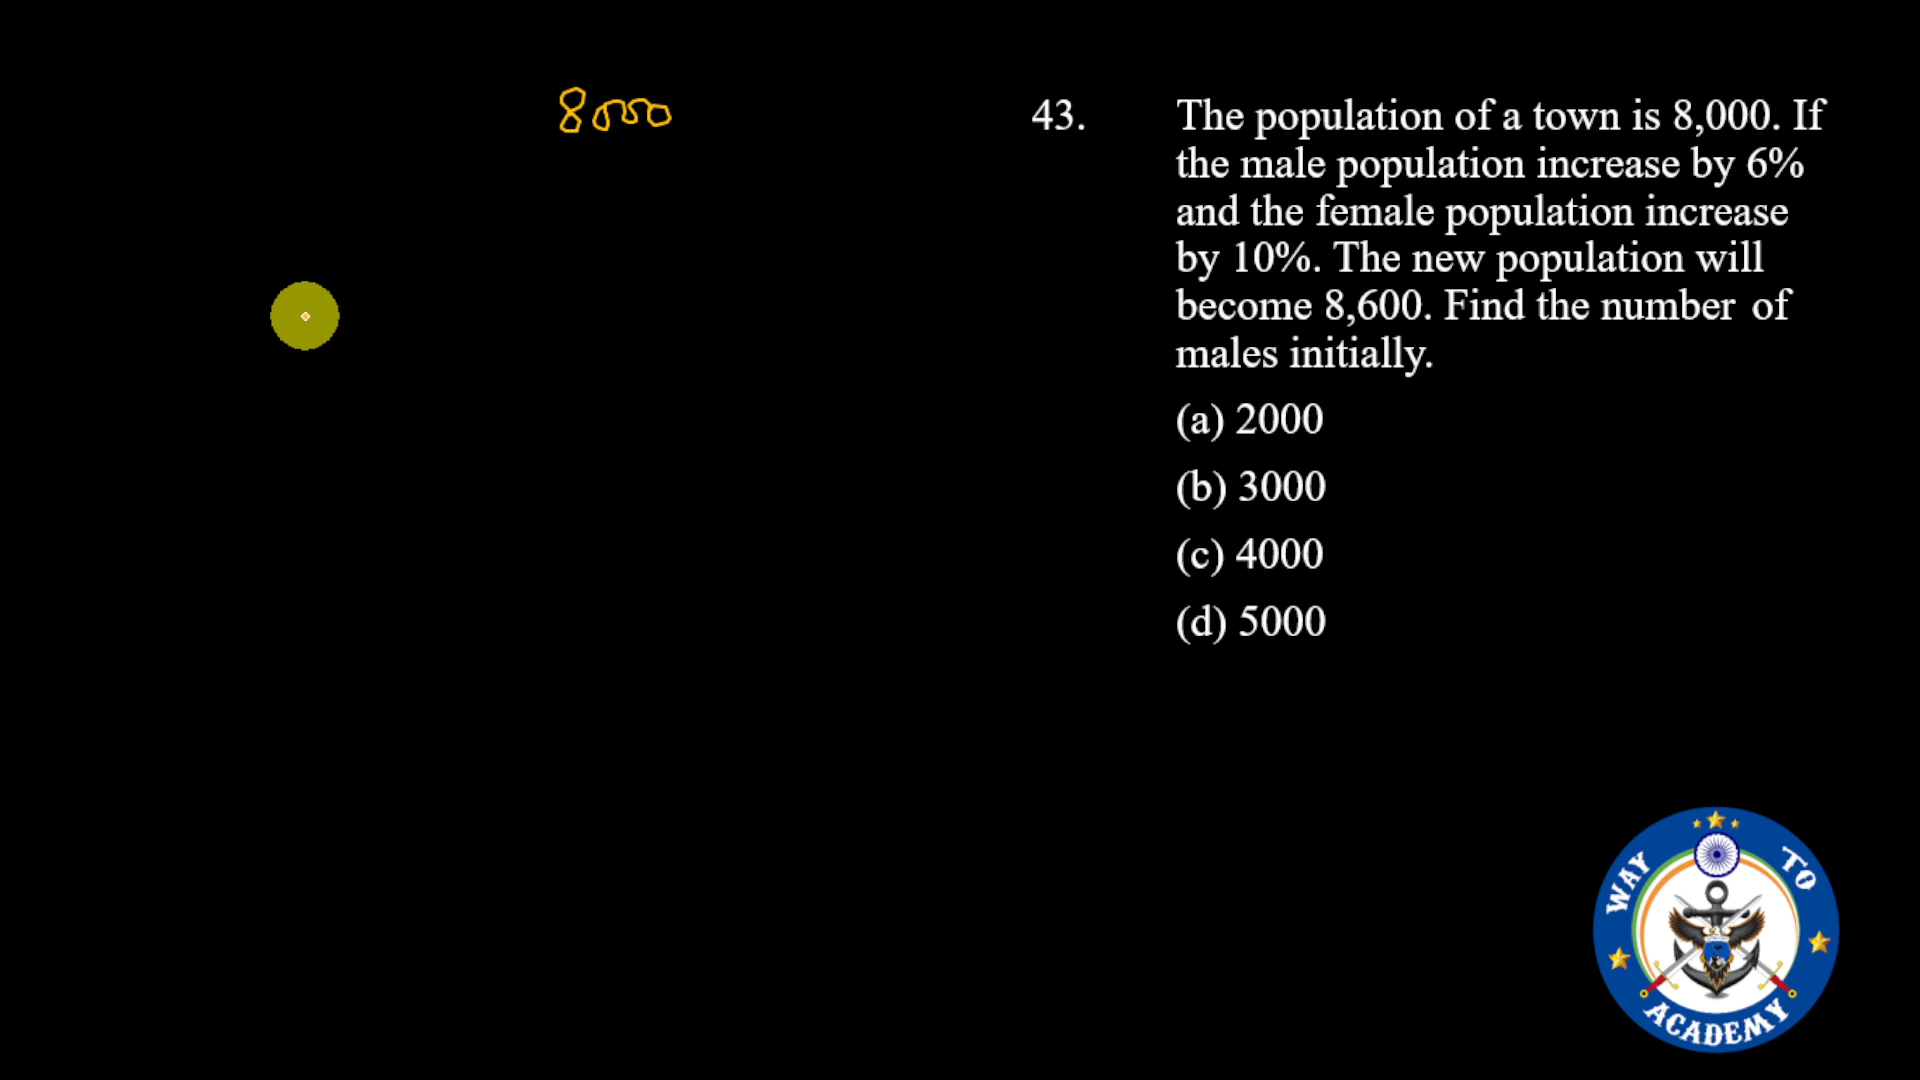 8000
43. The population of a town is 8,000. If
the male population increase by 6%
and the female population increase
by 10%. The new population will
become 8,600. Find the number of
males initially.
(a) 2000
(b) 3000
(c) 4000
(d) 5000
WAY TO
ACADEMY